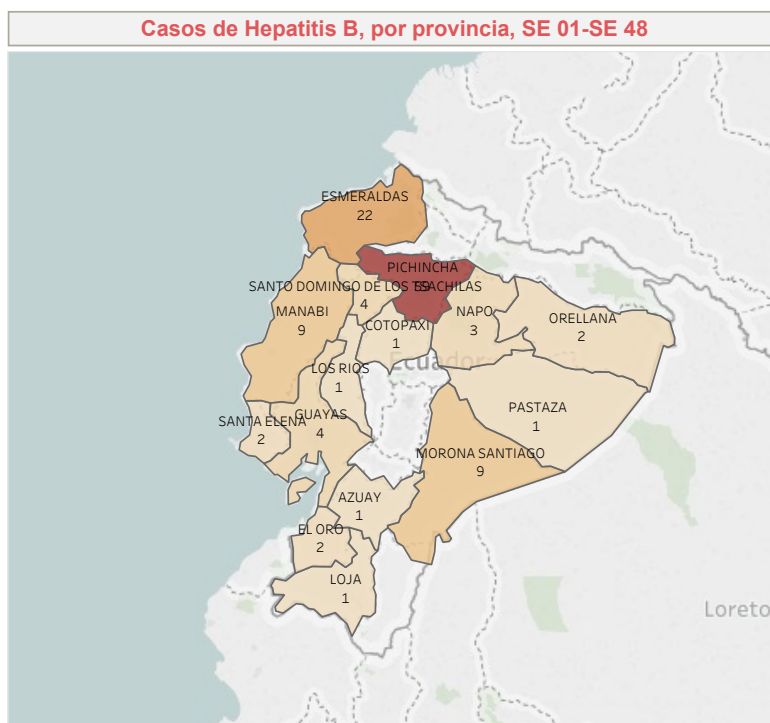 Casos de Hepatitis B, por provincia, SE 01-SE 48
ESMERALDAS
22
PICHINCHA
SANTO DOMINGO DE LOS TSACHILAS
4
MANABI
9
COTOPAXI
1
NAPO
3
ORELLANA
2
Ecuador
LOS RIOS
1
SANTA ELENA
2
GUAYAS
4
PASTAZA
1
MORONA SANTIAGO
9
AZUAY
1
EL ORO
2
LOJA
1
Loreto